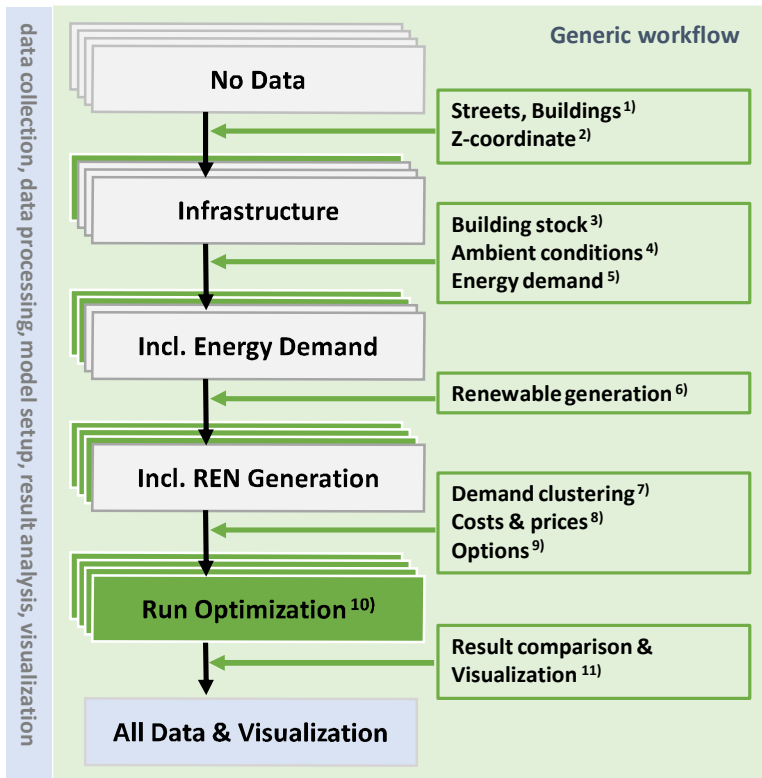 Generic workflow
data collection, data processing, model setup, result analysis, visualization
No Data
Streets, Buildings 1)
Z-coordinate 2)
Infrastructure
Building stock 3)
Ambient conditions 4)
Energy demand 5)
Incl. Energy Demand
Renewable generation 6)
Incl. REN Generation
Demand clustering 7)
Costs & prices 8)
Options 9)
Run Optimization 10)
Result comparison &
Visualization 11)
All Data & Visualization